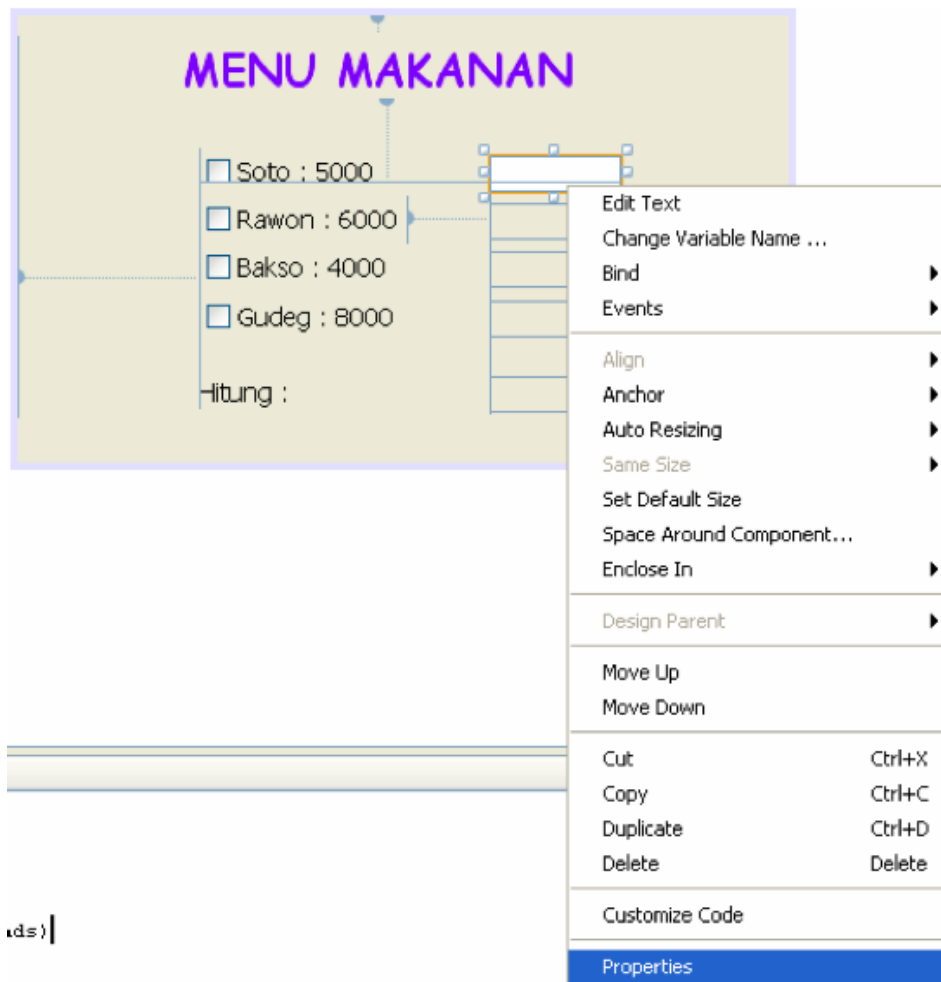 MENU MAKANAN
Soto : 5000
Rawon : 6000
Bakso : 4000
Gudeg : 8000
Hitung :
Edit Text
Change Variable Name ...
Bind
Events
Align
Anchor
Auto Resizing
Same Size
Set Default Size
Space Around Component...
Enclose In
Design Parent
Move Up
Move Down
Cut Ctrl+X
Copy Ctrl+C
Duplicate Ctrl+D
Delete Delete
Customize Code
Properties
ads)